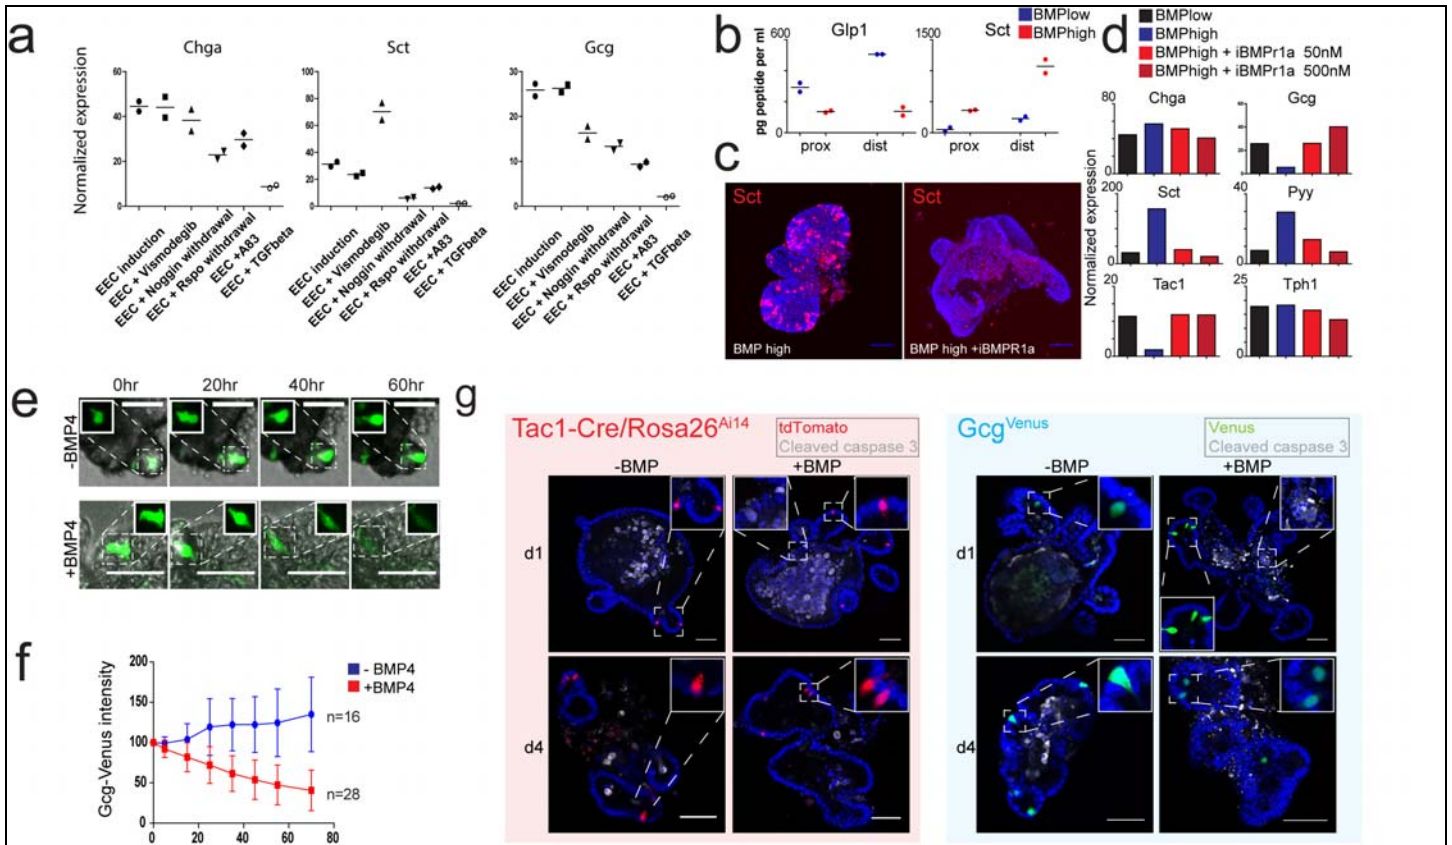 a
Chga
Sct
Gcg
Normalized expression
60
40
20
0
100
80
60
40
20
0
30
20
10
0
EEC induction
EEC + Vismodegib
EEC + Noggin withdrawal
EEC + Rspo withdrawal
EEC +A83
EEC + TGFbeta
EEC induction
EEC + Vismodegib
EEC + Noggin withdrawal
EEC + Rspo withdrawal
EEC +A83
EEC + TGFbeta
EEC induction
EEC + Vismodegib
EEC + Noggin withdrawal
EEC + Rspo withdrawal
EEC +A83
EEC + TGFbeta
b
BMPlow
BMPhigh
Glp1
Sct
pg peptide per ml
600
0
1500
0
prox dist
prox dist
c
Sct
BMP high
Sct
BMP high +iBMPR1a
d
BMPlow
BMPhigh
BMPhigh + iBMPr1a 50nM
BMPhigh + iBMPr1a 500nM
Normalized expression
Chga
80
0
Gcg
60
0
Sct
200
0
Pyy
40
0
Tac1
20
0
Tph1
25
0
e
0hr 20hr 40hr 60hr
-BMP4
+BMP4
f
Gcg-Venus intensity
200
150
100
50
0
0 20 40 60 80
- BMP4
+BMP4
n=16
n=28
g
Tac1-Cre/Rosa26Ai14
tdTomato
Cleaved caspase 3
-BMP +BMP
d1
d4
GcgVenus
Venus
Cleaved caspase 3
-BMP +BMP
d1
d4